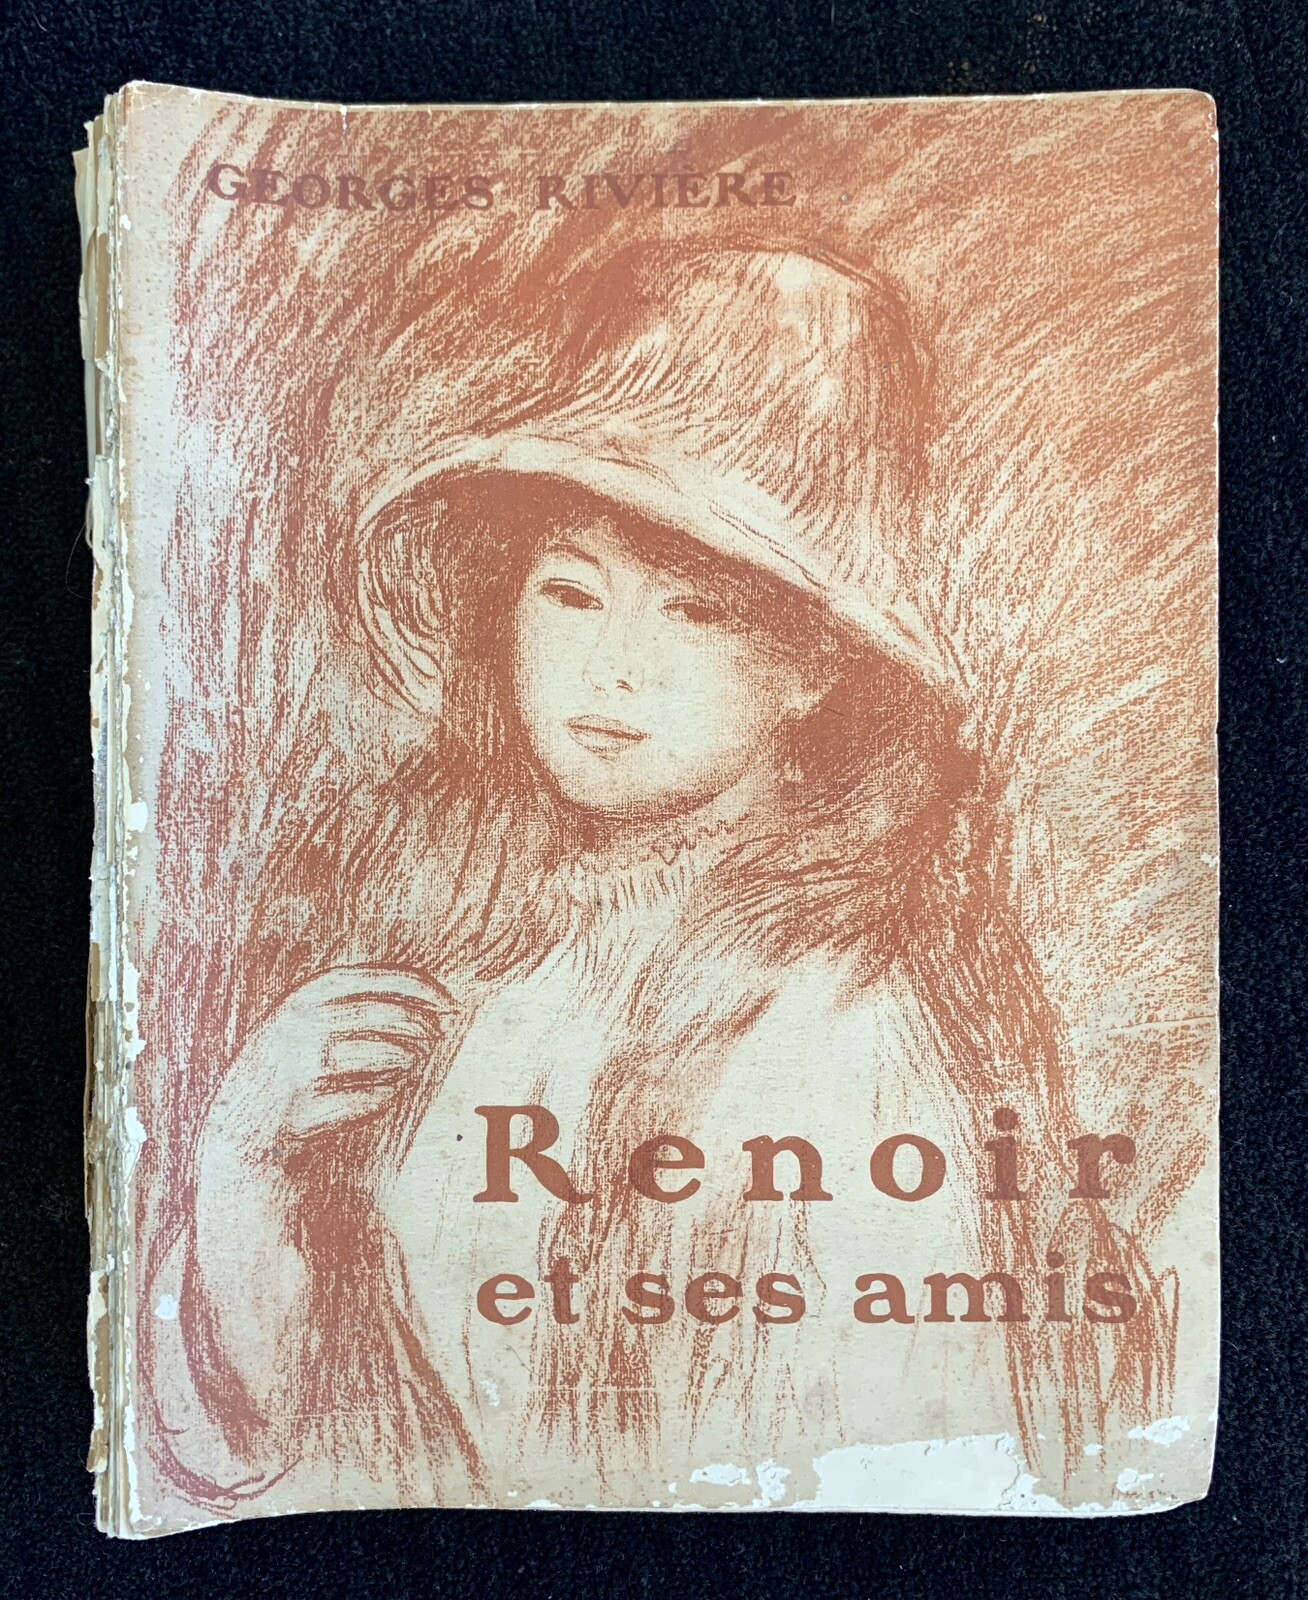 GEORGES RIVIÈRE
Renoir
et ses amis